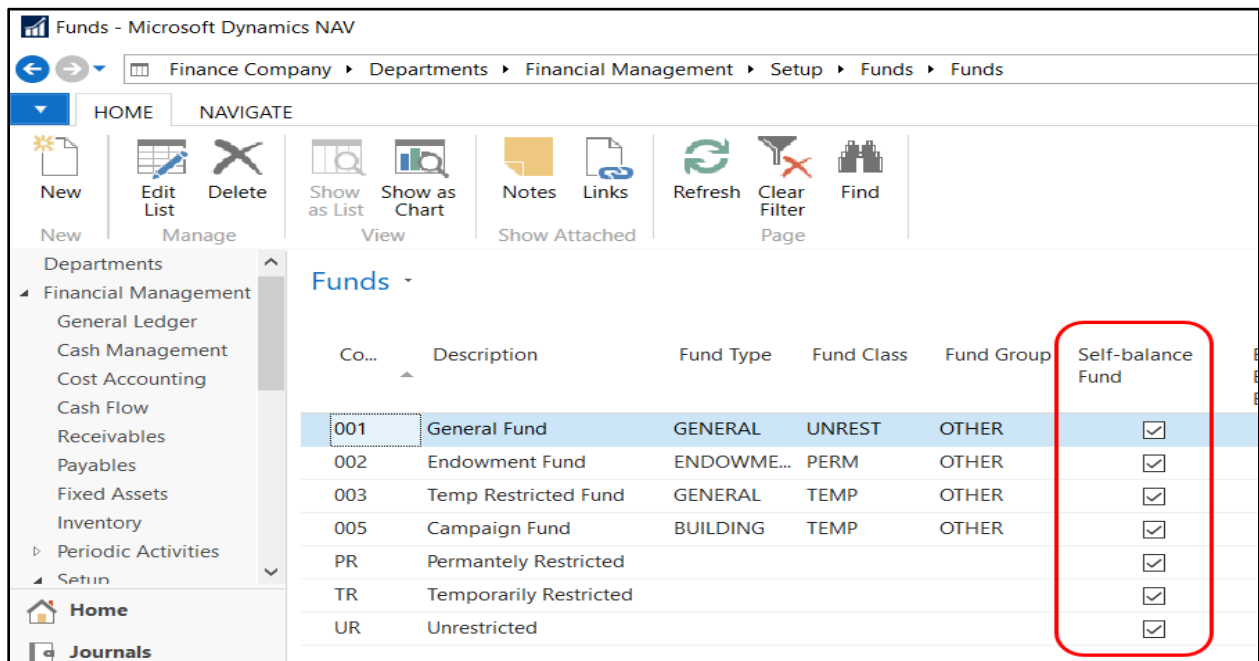 Funds - Microsoft Dynamics NAV
Finance Company ▸ Departments ▸ Financial Management ▸ Setup ▸ Funds ▸ Funds
HOME NAVIGATE
New
Edit List
Delete
Show as List
Show as Chart
Notes
Links
Refresh
Clear Filter
Find
New Manage View Show Attached Page
Departments
Financial Management
General Ledger
Cash Management
Cost Accounting
Cash Flow
Receivables
Payables
Fixed Assets
Inventory
Periodic Activities
Setup
Home
Journals
Funds
Co... Description Fund Type Fund Class Fund Group Self-balance Fund
001 General Fund GENERAL UNREST OTHER
002 Endowment Fund ENDOWME... PERM OTHER
003 Temp Restricted Fund GENERAL TEMP OTHER
005 Campaign Fund BUILDING TEMP OTHER
PR Permantely Restricted
TR Temporarily Restricted
UR Unrestricted